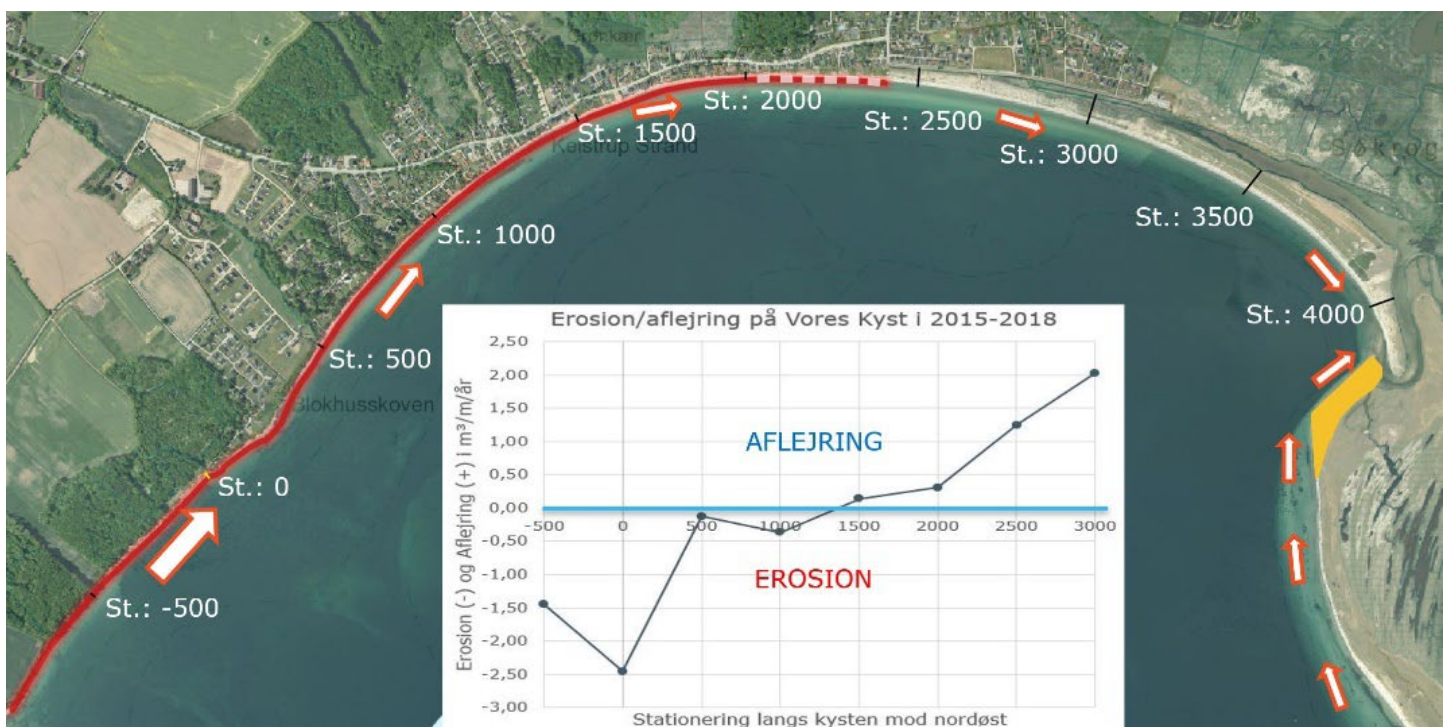 Grønkær
St.: 2000
St.: 2500
St.: 1500
Kelstrup Strand
St.: 3000
St.: 3500
St.: 1000
St.: 4000
St.: 500
Blokhusskoven
St.: 0
St.: -500
Erosion/aflejring på Vores Kyst i 2015-2018
Erosion (-) og Aflejring (+) i m³/m/år
2,50
2,00
1,50
1,00
0,50
0,00
-0,50
-1,00
-1,50
-2,00
-2,50
-3,00
AFLEJRING
-500 0 500 1000 1500 2000 2500 3000
EROSION
Stationering langs kysten mod nordøst